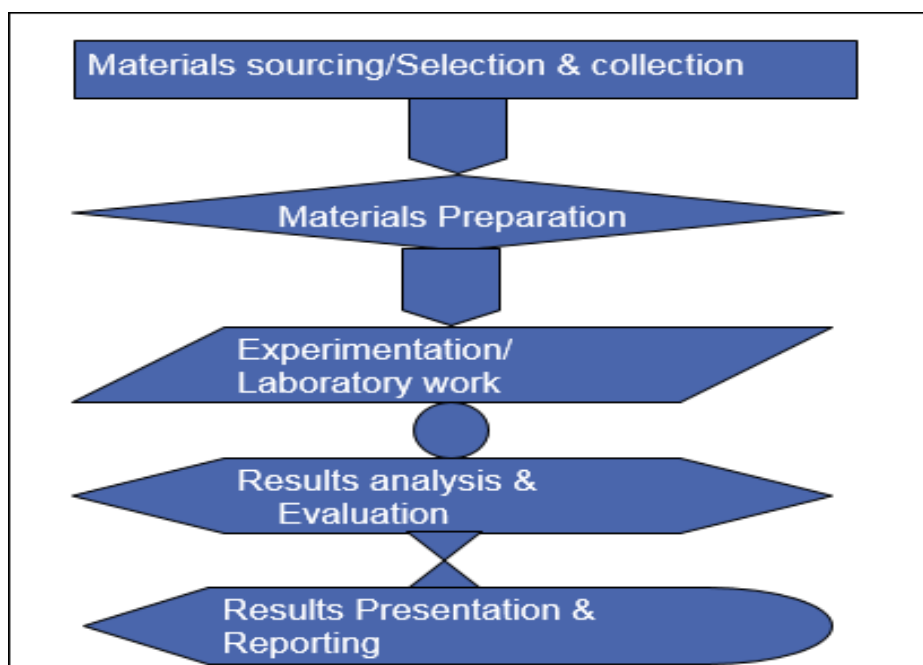 Materials sourcing/Selection & collection
Materials Preparation
Experimentation/
Laboratory work
Results analysis &
Evaluation
Results Presentation &
Reporting